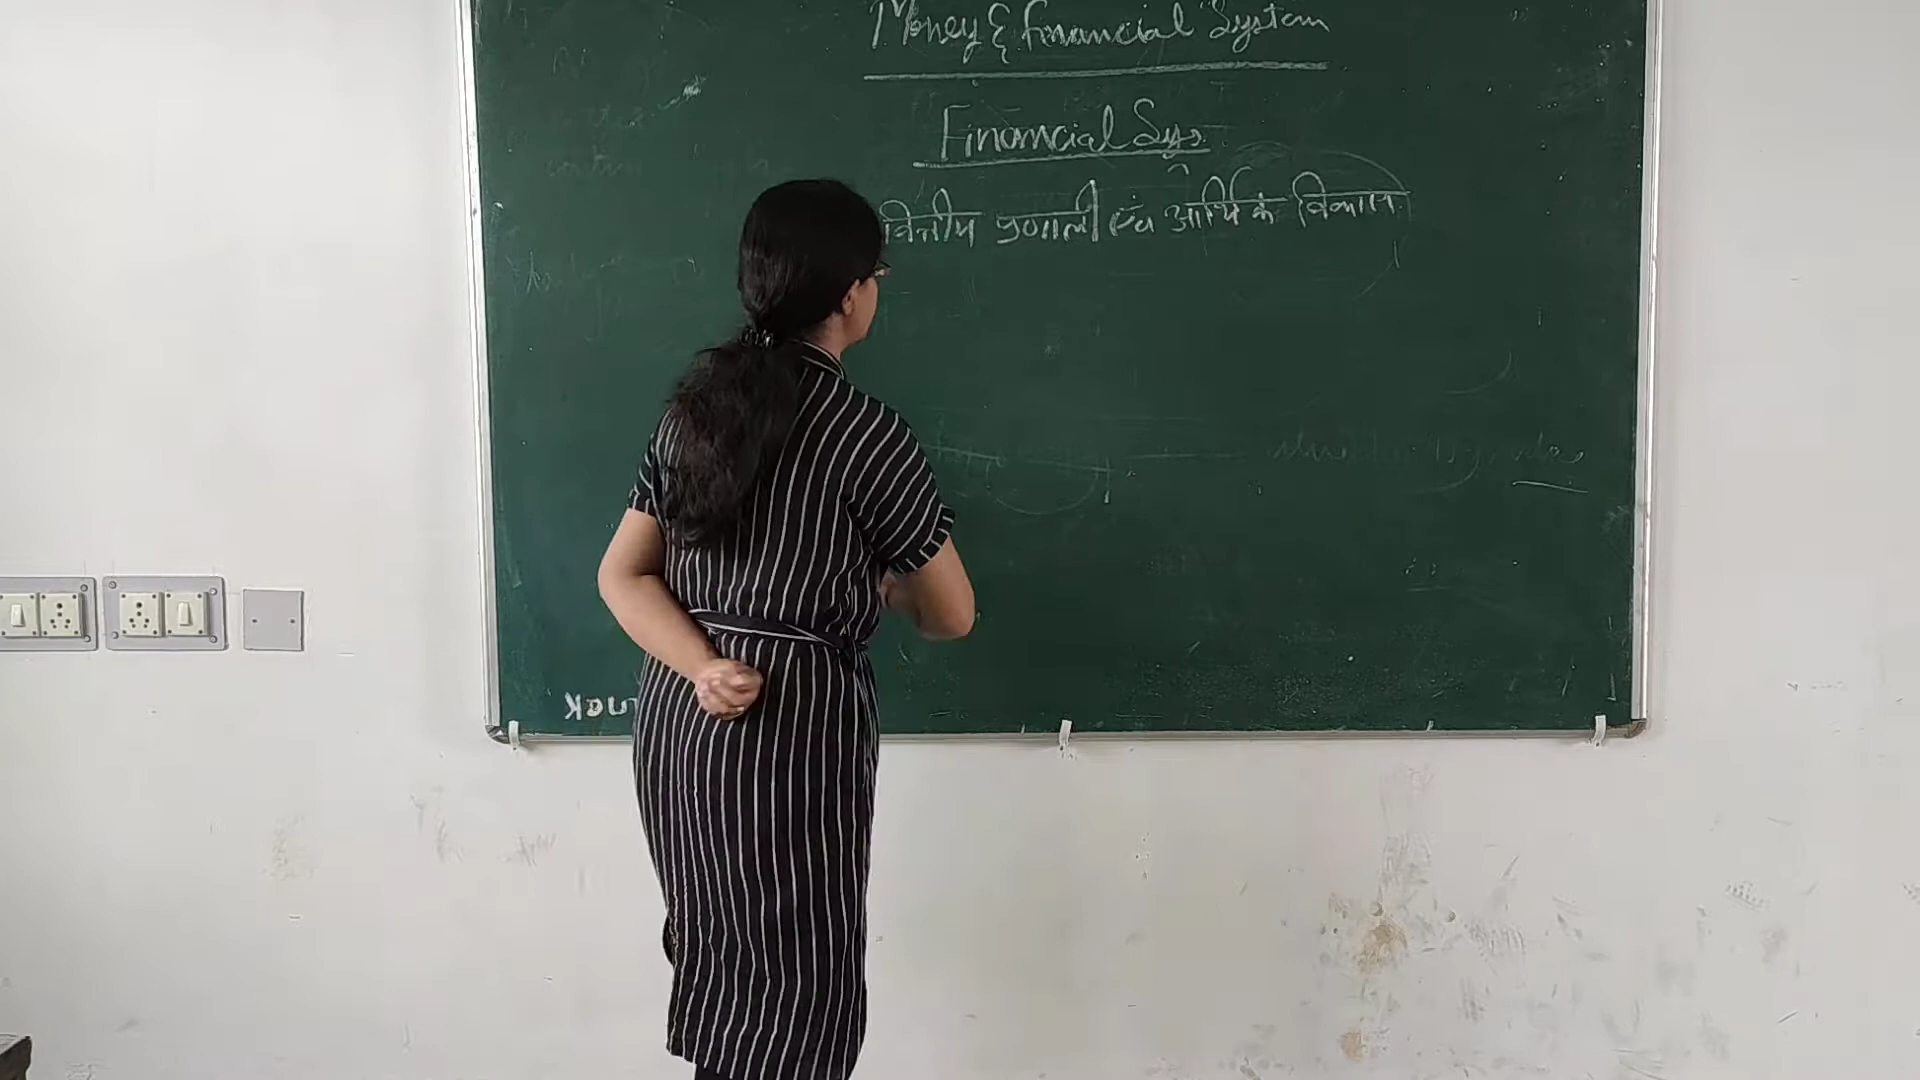 Money & Financial System
Financial Sys.
वित्तीय प्रणाली एवं आर्थिक विकास